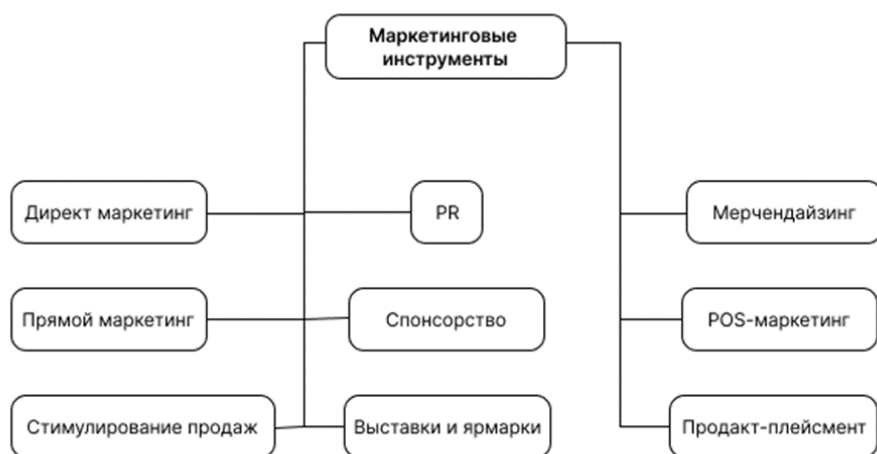 Маркетинговые
инструменты
Директ маркетинг
PR
Мерчендайзинг
Прямой маркетинг
Спонсорство
POS-маркетинг
Стимулирование продаж
Выставки и ярмарки
Продакт-плейсмент